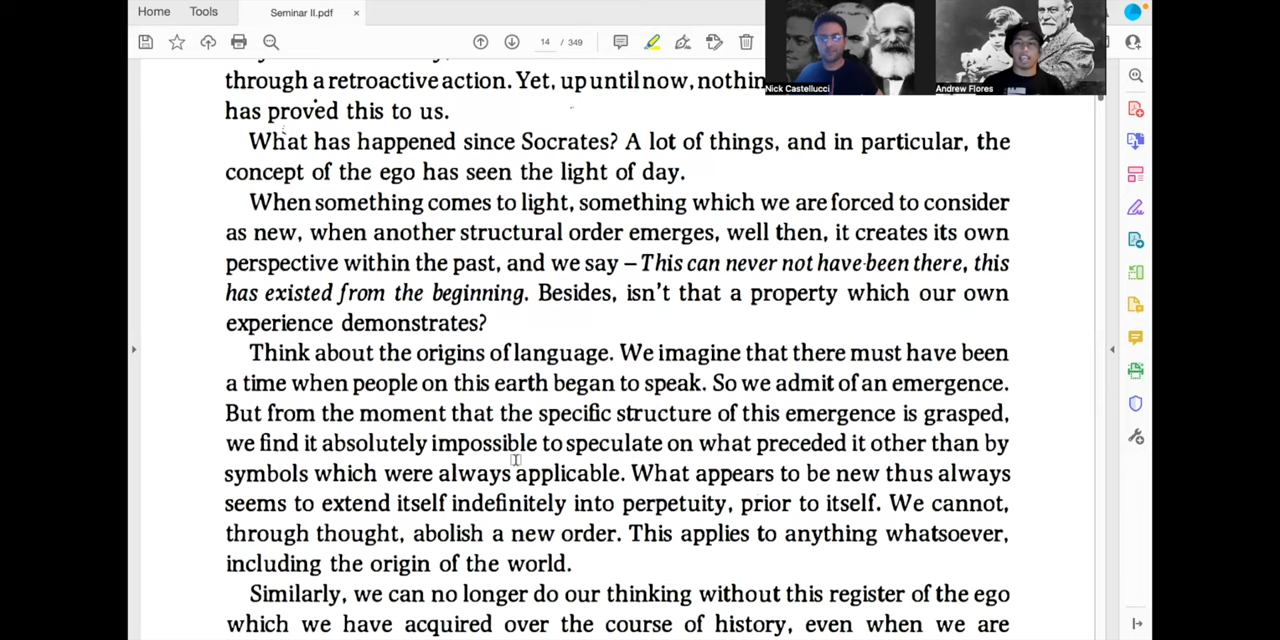 Home Tools Seminar II.pdf ×
14 / 349
Nick Castellucci
Andrew Flores
through a retroactive action. Yet, up until now, nothin
has proved this to us.
What has happened since Socrates? A lot of things, and in particular, the
concept of the ego has seen the light of day.
When something comes to light, something which we are forced to consider
as new, when another structural order emerges, well then, it creates its own
perspective within the past, and we say – This can never not have been there, this
has existed from the beginning. Besides, isn't that a property which our own
experience demonstrates?
Think about the origins of language. We imagine that there must have been
a time when people on this earth began to speak. So we admit of an emergence.
But from the moment that the specific structure of this emergence is grasped,
we find it absolutely impossible to speculate on what preceded it other than by
symbols which were always applicable. What appears to be new thus always
seems to extend itself indefinitely into perpetuity, prior to itself. We cannot,
through thought, abolish a new order. This applies to anything whatsoever,
including the origin of the world.
Similarly, we can no longer do our thinking without this register of the ego
which we have acquired over the course of history, even when we are